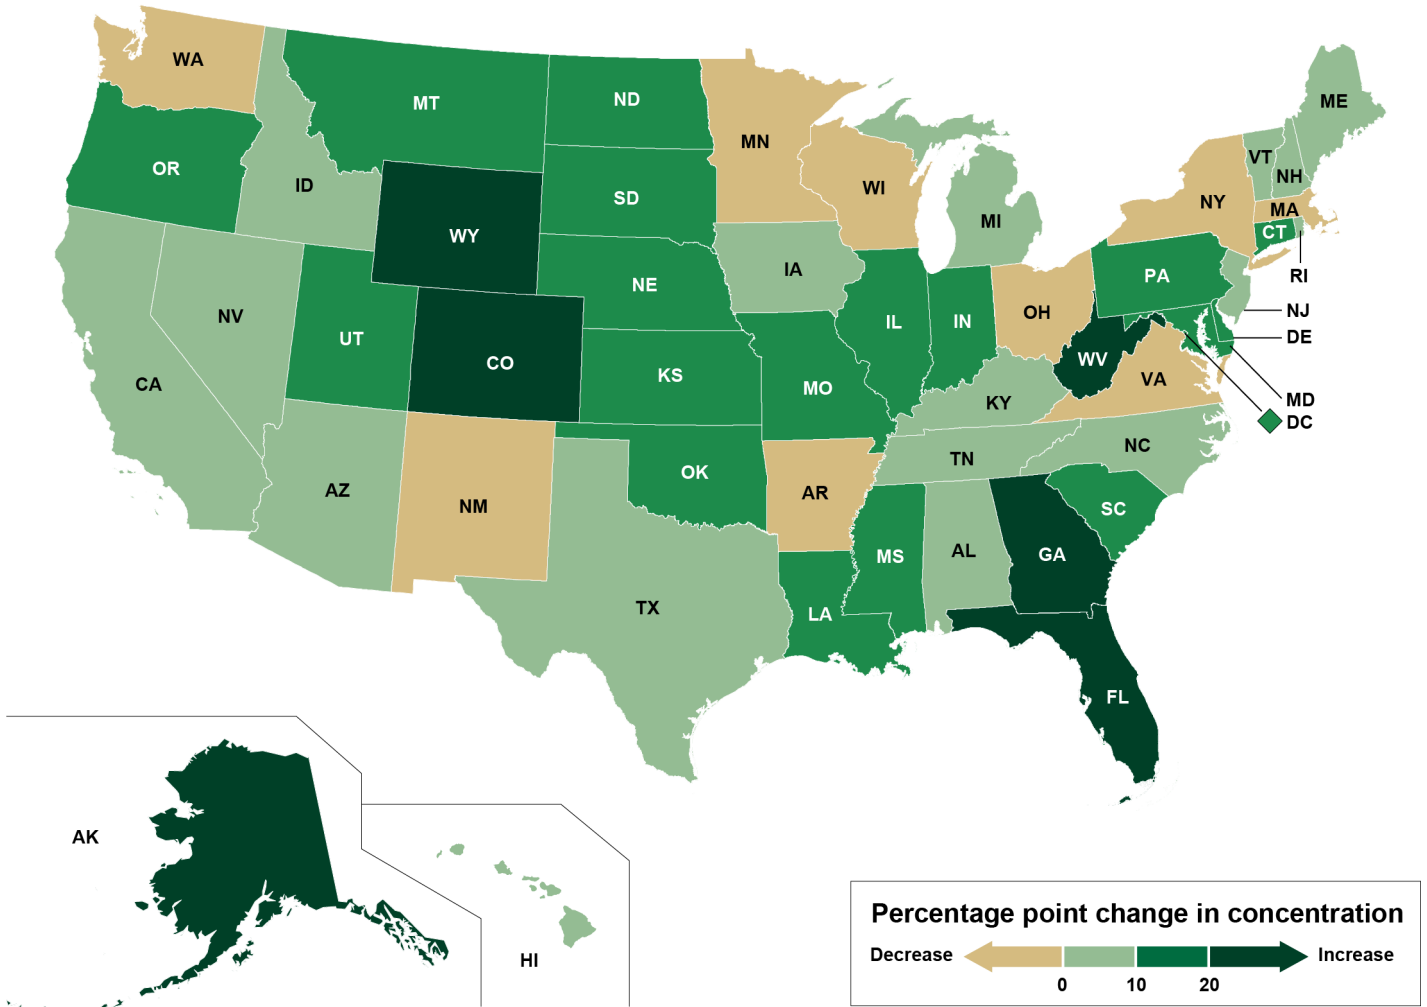 WA
MT
ND
MN
ME
OR
ID
SD
WI
VT
NH
NY
MA
MI
CT
WY
IA
RI
NE
PA
NV
OH
NJ
UT
IL
IN
DE
CO
WV
KS
VA
CA
MO
KY
MD
DC
NC
TN
OK
AZ
AR
NM
SC
AL
GA
MS
TX
LA
FL
AK
HI
Percentage point change in concentration
Decrease Increase
0 10 20